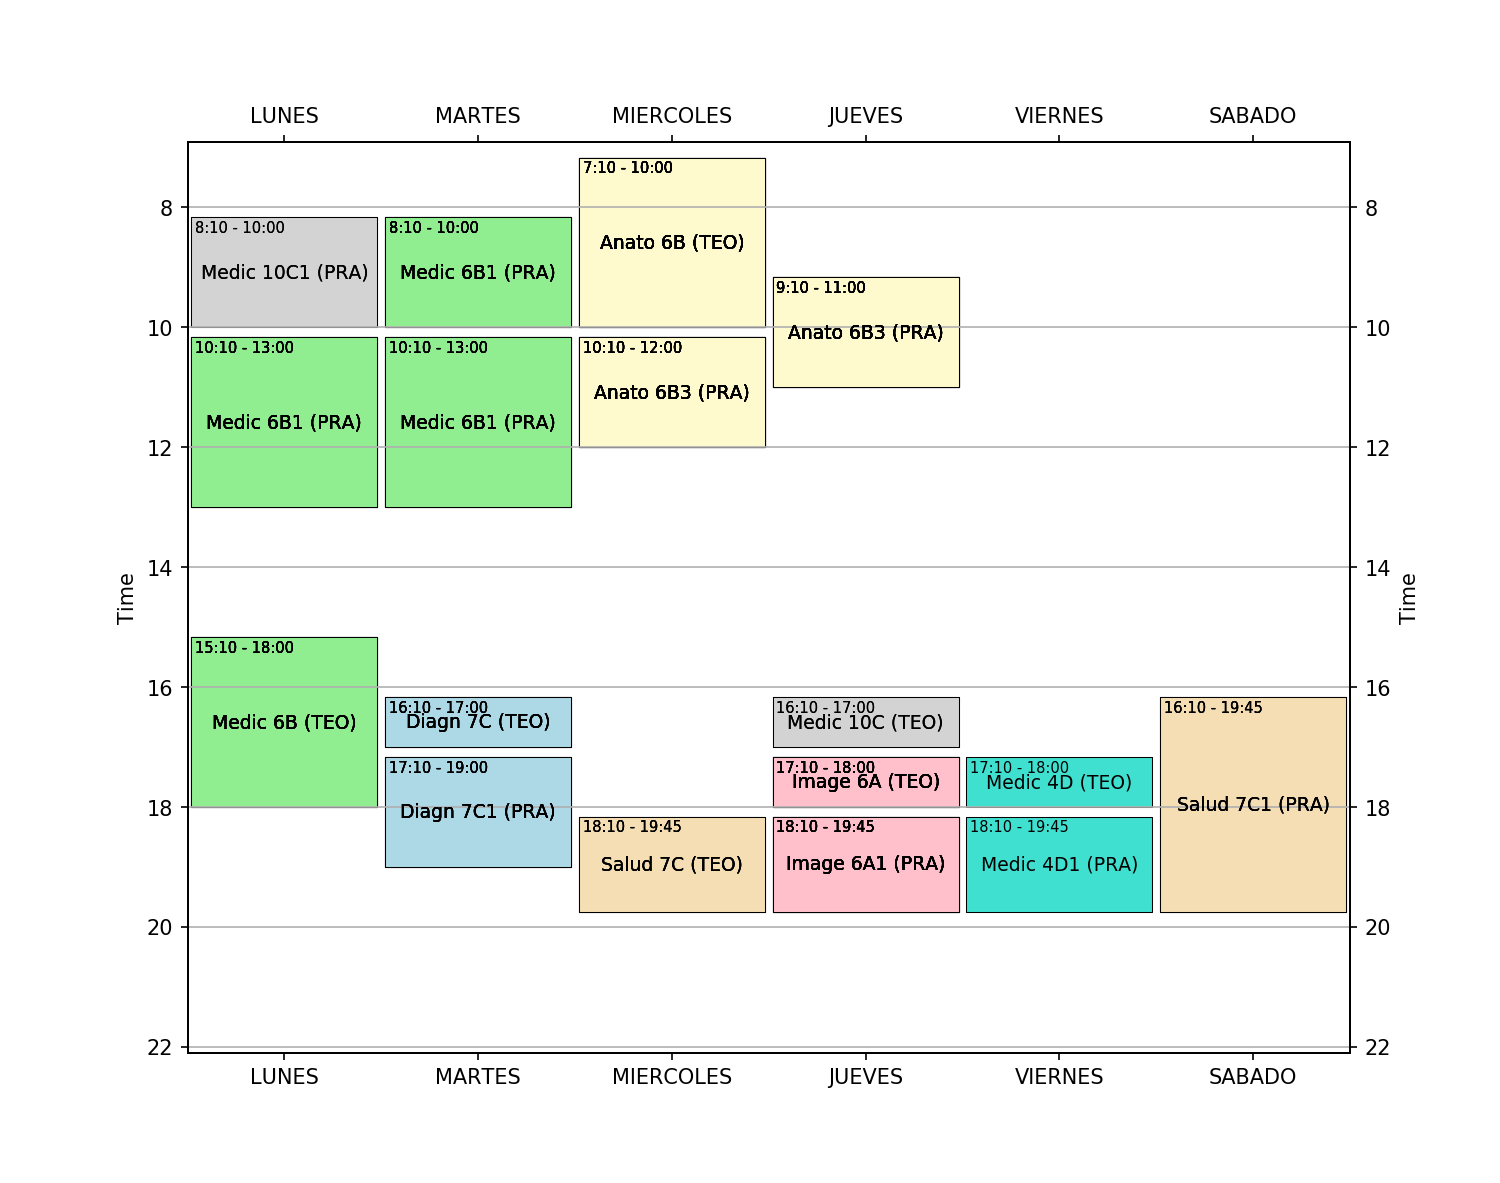 LUNES MARTES MIERCOLES JUEVES VIERNES SABADO
7:10 - 10:00
8 8
8:10 - 10:00 8:10 - 10:00
Anato 6B (TEO)
Medic 10C1 (PRA) Medic 6B1 (PRA)
9:10 - 11:00
10 10
Anato 6B3 (PRA)
10:10 - 13:00 10:10 - 13:00 10:10 - 12:00
Anato 6B3 (PRA)
Medic 6B1 (PRA) Medic 6B1 (PRA)
12 12
14 14
Time Time
15:10 - 18:00
16 16
16:10 - 17:00 16:10 - 17:00 16:10 - 19:45
Medic 6B (TEO) Diagn 7C (TEO) Medic 10C (TEO)
17:10 - 19:00 17:10 - 18:00 17:10 - 18:00
Image 6A (TEO) Medic 4D (TEO)
18 Salud 7C1 (PRA) 18
Diagn 7C1 (PRA)
18:10 - 19:45 18:10 - 19:45 18:10 - 19:45
Salud 7C (TEO) Image 6A1 (PRA) Medic 4D1 (PRA)
20 20
22 22
LUNES MARTES MIERCOLES JUEVES VIERNES SABADO